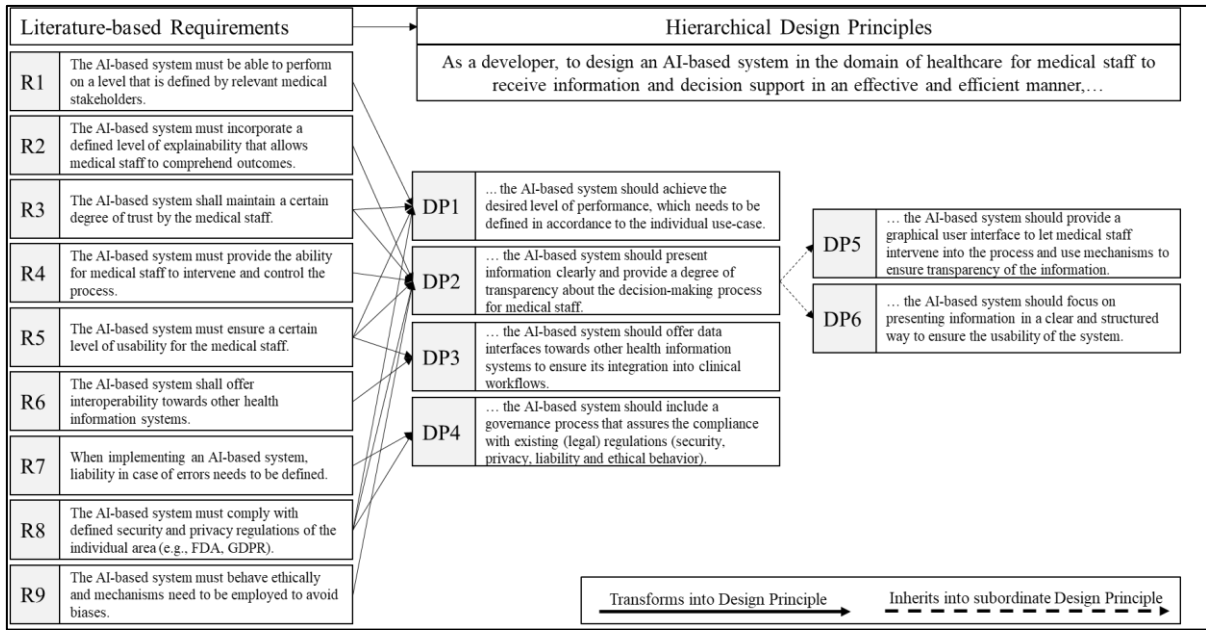 Literature-based Requirements
Hierarchical Design Principles
As a developer, to design an AI-based system in the domain of healthcare for medical staff to
receive information and decision support in an effective and efficient manner,…
R1
The AI-based system must be able to perform
on a level that is defined by relevant medical
stakeholders.
R2
The AI-based system must incorporate a
defined level of explainability that allows
medical staff to comprehend outcomes.
R3
The AI-based system shall maintain a certain
degree of trust by the medical staff.
R4
The AI-based system must provide the ability
for medical staff to intervene and control the
process.
R5
The AI-based system must ensure a certain
level of usability for the medical staff.
R6
The AI-based system shall offer
interoperability towards other health
information systems.
R7
When implementing an AI-based system,
liability in case of errors needs to be defined.
R8
The AI-based system must comply with
defined security and privacy regulations of the
individual area (e.g., FDA, GDPR).
R9
The AI-based system must behave ethically
and mechanisms need to be employed to avoid
biases.
DP1
… the AI-based system should achieve the
desired level of performance, which needs to be
defined in accordance to the individual use-case.
DP2
… the AI-based system should present
information clearly and provide a degree of
transparency about the decision-making process
for medical staff.
DP3
… the AI-based system should offer data
interfaces towards other health information
systems to ensure its integration into clinical
workflows.
DP4
… the AI-based system should include a
governance process that assures the compliance
with existing (legal) regulations (security,
privacy, liability and ethical behavior).
DP5
… the AI-based system should provide a
graphical user interface to let medical staff
intervene into the process and use mechanisms to
ensure transparency of the information.
DP6
… the AI-based system should focus on
presenting information in a clear and structured
way to ensure the usability of the system.
Transforms into Design Principle
Inherits into subordinate Design Principle